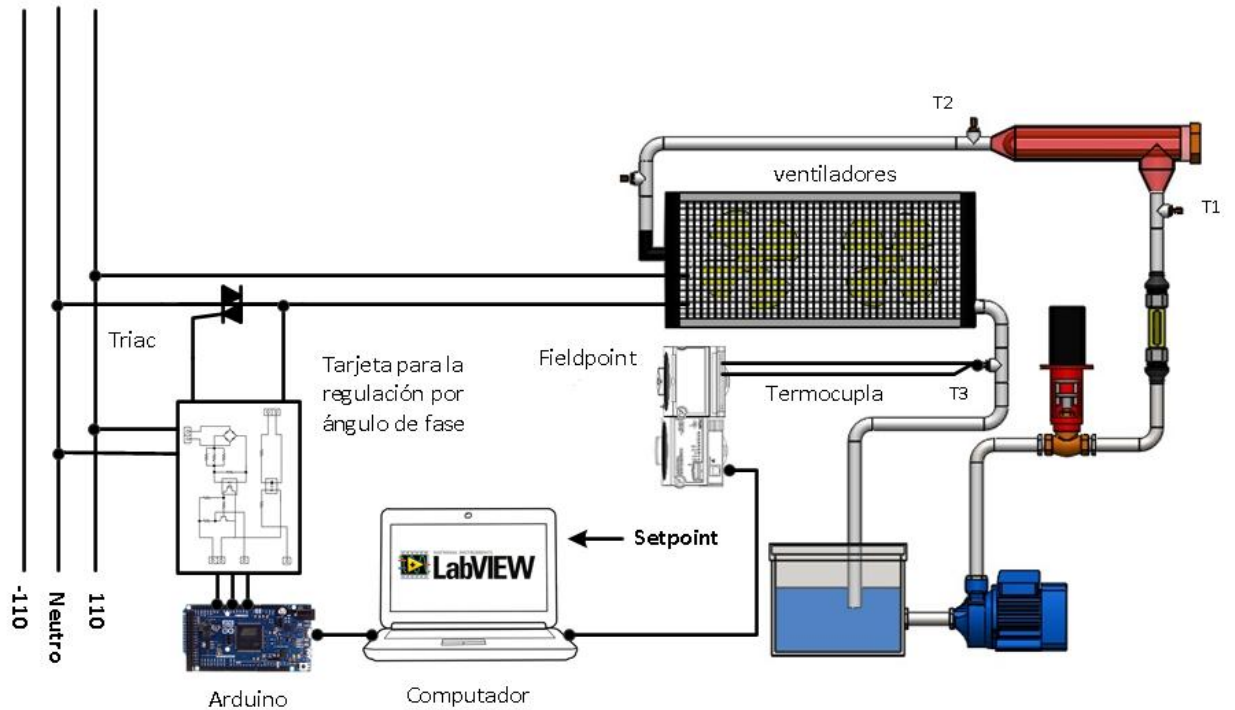 T2
ventiladores
T1
Triac
Tarjeta para la
regulación por
ángulo de fase
Fieldpoint
Termocupla
T3
Setpoint
LabVIEW
-110
Neutro
110
Arduino
Computador